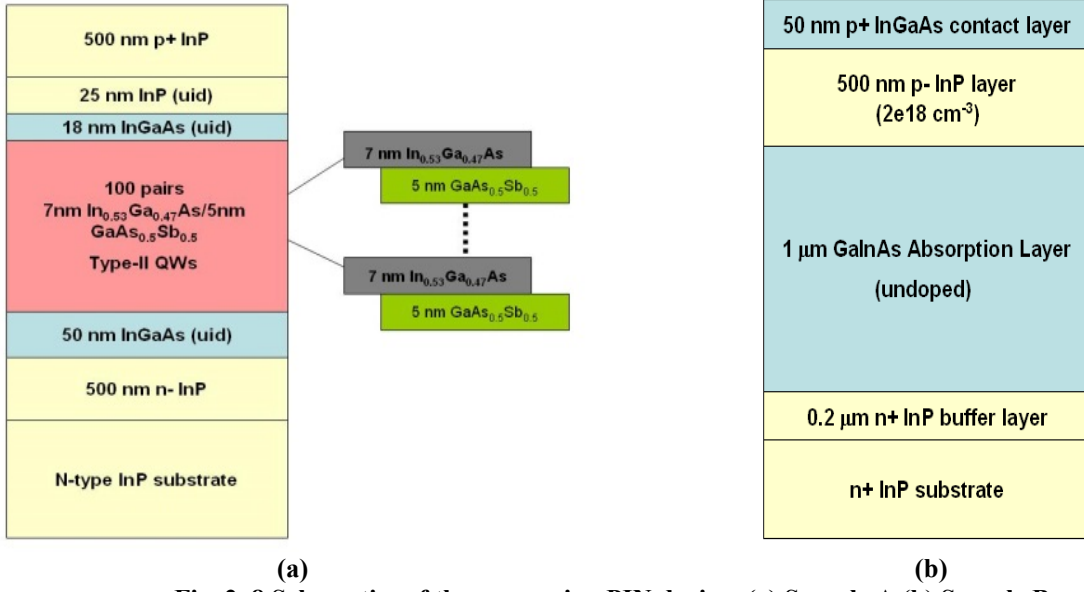 500 nm p+ InP
25 nm InP (uid)
18 nm InGaAs (uid)
100 pairs
7nm In0.53Ga0.47As/5nm
GaAs0.5Sb0.5
Type-II QWs
50 nm InGaAs (uid)
500 nm n- InP
N-type InP substrate
7 nm In0.53Ga0.47As
5 nm GaAs0.5Sb0.5
7 nm In0.53Ga0.47As
5 nm GaAs0.5Sb0.5
(a)
50 nm p+ InGaAs contact layer
500 nm p- InP layer
(2e18 cm-3)
1 μm GaInAs Absorption Layer
(undoped)
0.2 μm n+ InP buffer layer
n+ InP substrate
(b)